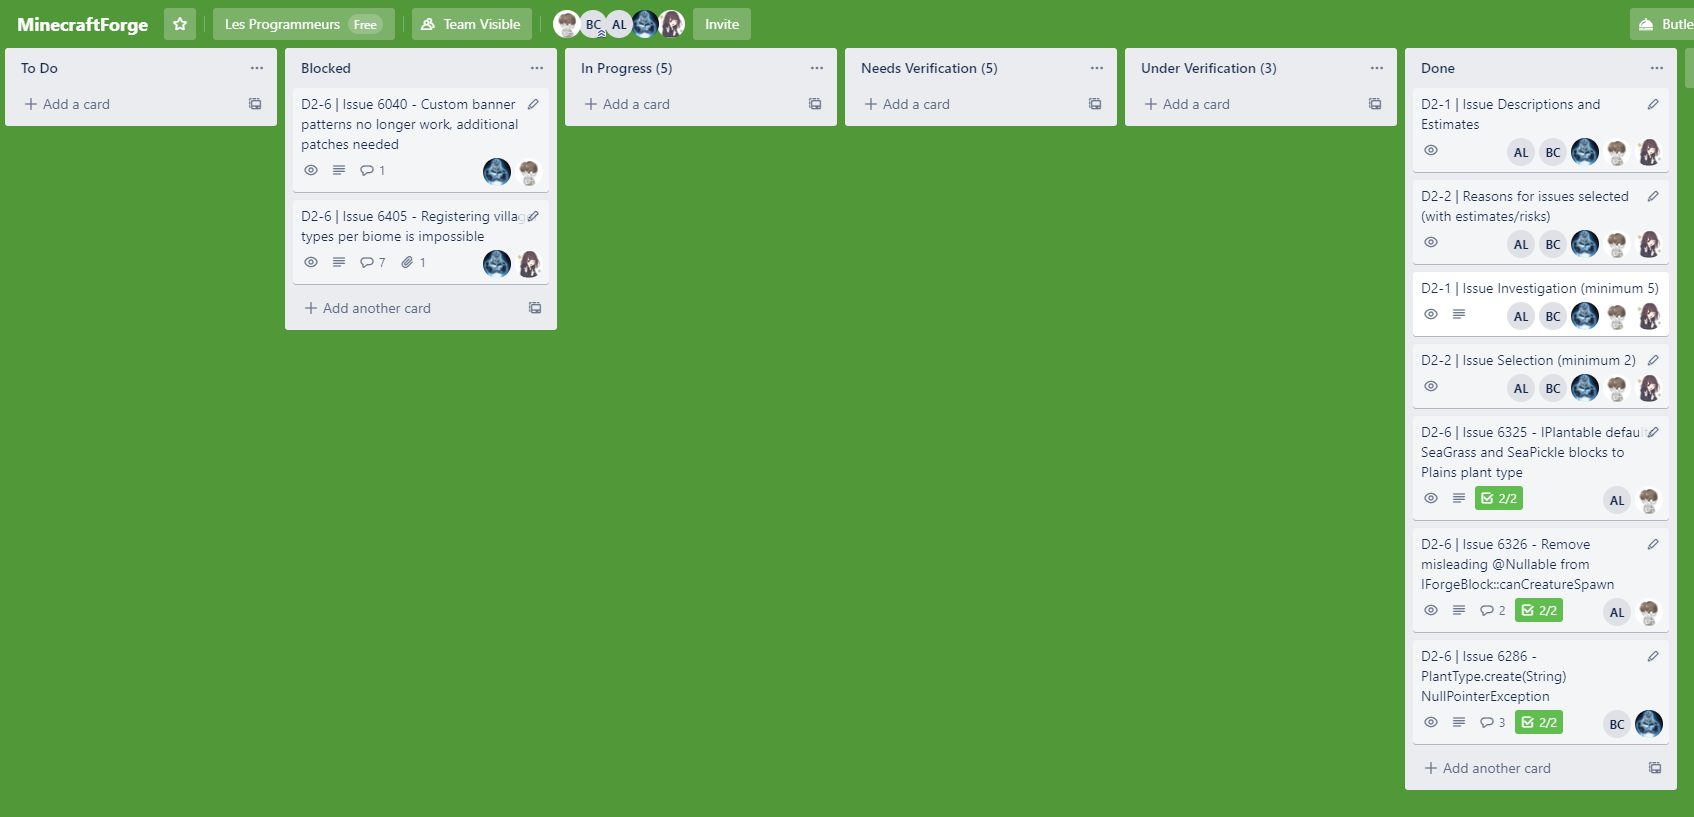 MinecraftForge
Les Programmeurs Free
Team Visible
BC
AL
Invite
To Do
Add a card
Blocked
D2-6 | Issue 6040 - Custom banner
patterns no longer work, additional
patches needed
1
D2-6 | Issue 6405 - Registering village
types per biome is impossible
7
1
Add another card
In Progress (5)
Add a card
Needs Verification (5)
Add a card
Under Verification (3)
Add a card
Done
D2-1 | Issue Descriptions and
Estimates
AL BC
D2-2 | Reasons for issues selected
(with estimates/risks)
AL BC
D2-1 | Issue Investigation (minimum 5)
AL BC
D2-2 | Issue Selection (minimum 2)
AL BC
D2-6 | Issue 6325 - IPlantable default
SeaGrass and SeaPickle blocks to
Plains plant type
2/2
AL
D2-6 | Issue 6326 - Remove
misleading @Nullable from
IForgeBlock::canCreatureSpawn
2
2/2
AL
D2-6 | Issue 6286 -
PlantType.create(String)
NullPointerException
3
2/2
BC
Add another card